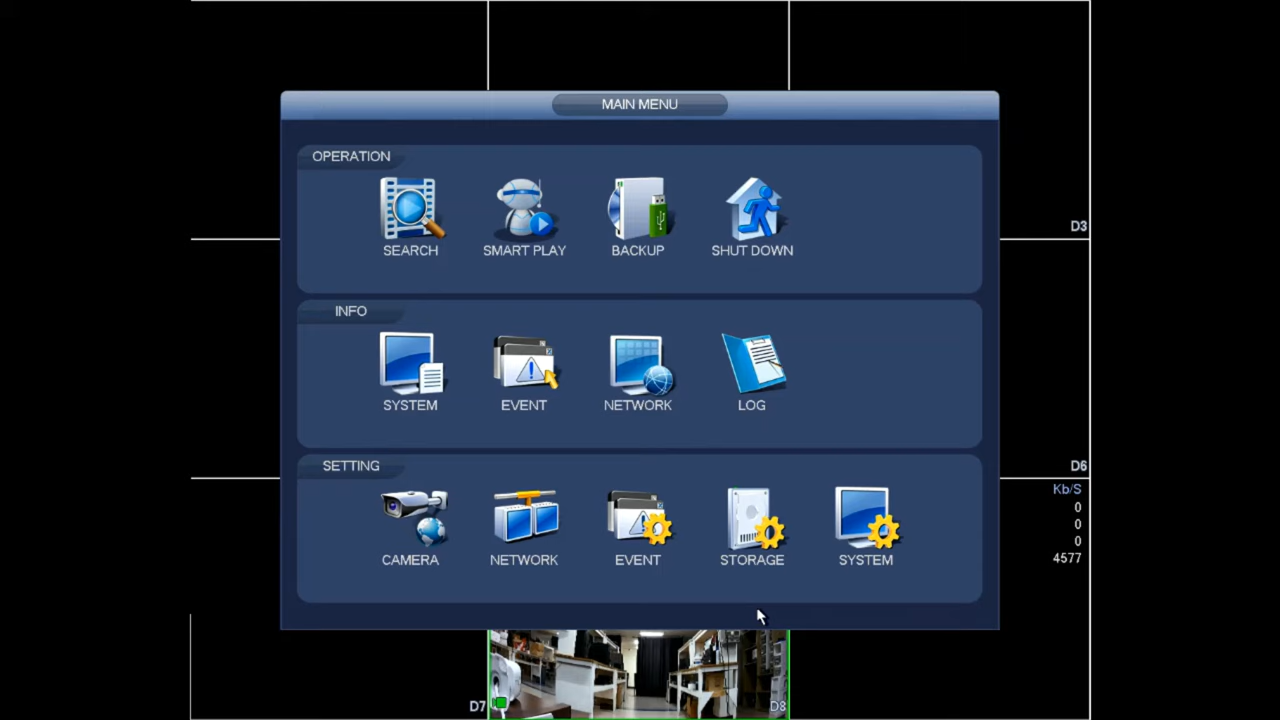 MAIN MENU
OPERATION
SEARCH
SMART PLAY
BACKUP
SHUT DOWN
D3
INFO
SYSTEM
EVENT
NETWORK
LOG
SETTING
D6
CAMERA
NETWORK
EVENT
STORAGE
SYSTEM
Kb/S
0
0
0
4577
D7
D8